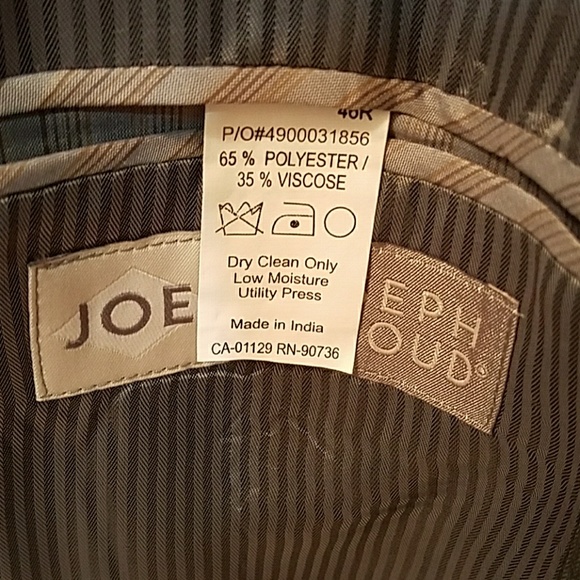 46R
P/O#4900031856
65 % POLYESTER /
35 % VISCOSE
Dry Clean Only
Low Moisture
Utility Press
Made in India
CA-01129 RN-90736
JOE
EPH
OUD